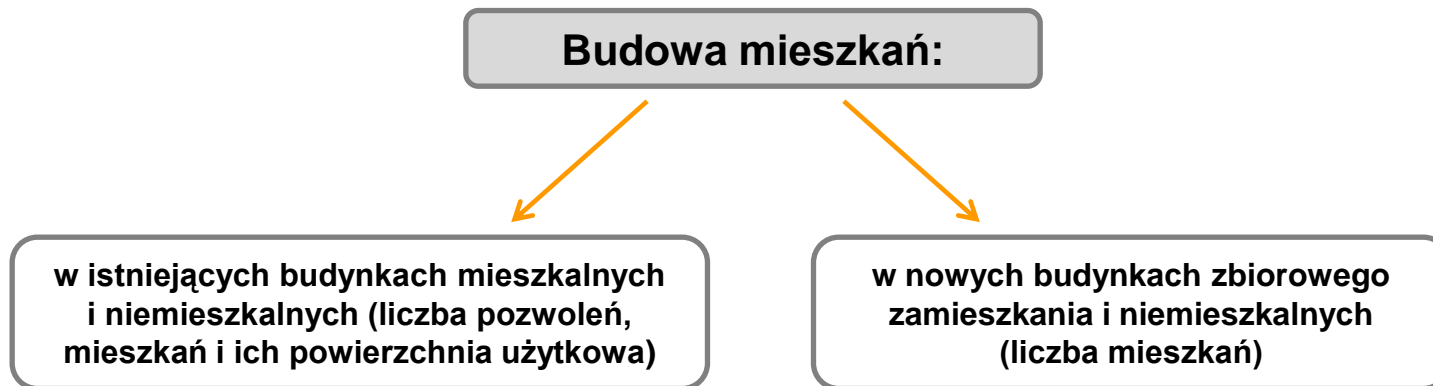 Budowa mieszkań:
w istniejących budynkach mieszkalnych
i niemieszkalnych (liczba pozwoleń,
mieszkań i ich powierzchnia użytkowa)
w nowych budynkach zbiorowego
zamieszkania i niemieszkalnych
(liczba mieszkań)